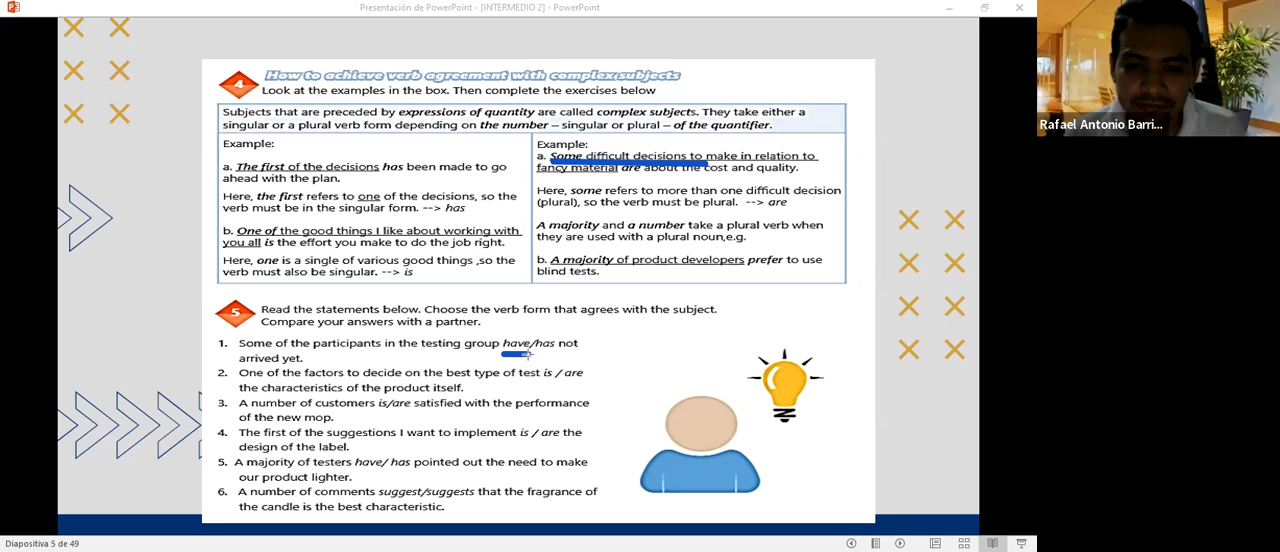 Presentación de PowerPoint - [INTERMEDIO 2] - PowerPoint
4
How to achieve verb agreement with complex subjects
Look at the examples in the box. Then complete the exercises below
Subjects that are preceded by expressions of quantity are called complex subjects. They take either a
singular or a plural verb form depending on the number – singular or plural – of the quantifier.
Example:
a. The first of the decisions has been made to go
ahead with the plan.
Here, the first refers to one of the decisions, so the
verb must be in the singular form. --> has
b. One of the good things I like about working with
you all is the effort you make to do the job right.
Here, one is a single of various good things ,so the
verb must also be singular. --> is
Example:
a. Some difficult decisions to make in relation to
fancy material are about the cost and quality.
Here, some refers to more than one difficult decision
(plural), so the verb must be plural. --> are
A majority and a number take a plural verb when
they are used with a plural noun,e.g.
b. A majority of product developers prefer to use
blind tests.
5
Read the statements below. Choose the verb form that agrees with the subject.
Compare your answers with a partner.
1. Some of the participants in the testing group have/has not
arrived yet.
2. One of the factors to decide on the best type of test is / are
the characteristics of the product itself.
3. A number of customers is/are satisfied with the performance
of the new mop.
4. The first of the suggestions I want to implement is / are the
design of the label.
5. A majority of testers have/ has pointed out the need to make
our product lighter.
6. A number of comments suggest/suggests that the fragrance of
the candle is the best characteristic.
Rafael Antonio Barri...
Diapositiva 5 de 49